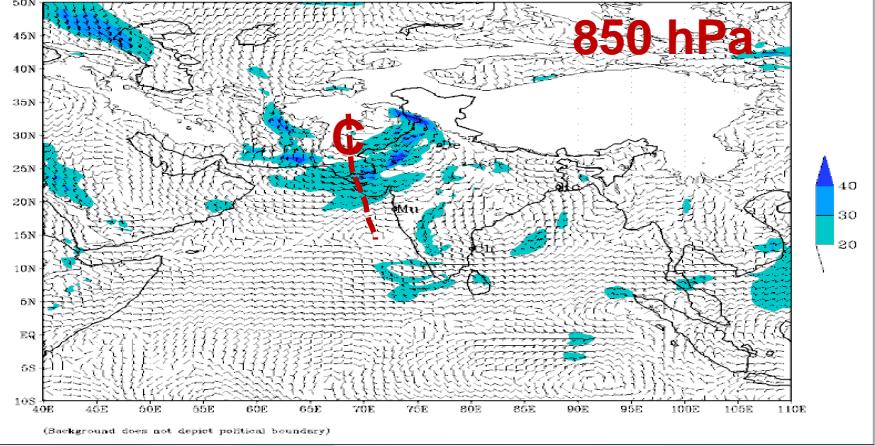 850 hPa
50N
45N
40N
35N
30N
25N
20N
15N
10N
5N
EQ
5S
10S
40E 45E 50E 55E 60E 65E 70E 75E 80E 85E 90E 95E 100E 105E 110E
C
Mu
40
30
20
(Background does not depict political boundary)